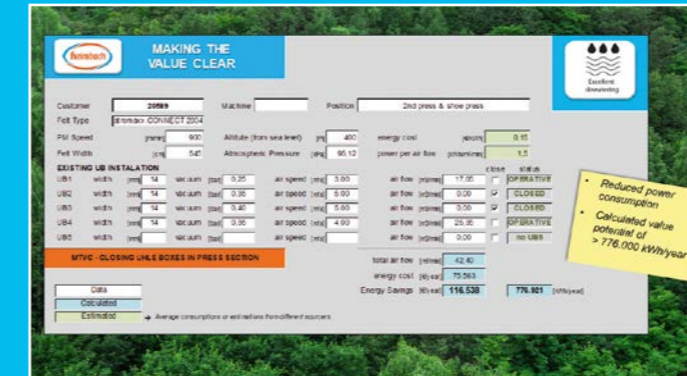 MAKING THE
VALUE CLEAR
Excellent
dewatering
Customer 20589 Machine Position 2nd press & shoe press
Felt Type CONNECT 2004
PM Speed 900 Altitude (from sea level) 400 energy cost 0,15
Felt Width 545 Atmospheric Pressure 96,12 power per air flow 1,5
EXISTING UB INSTALATION close status
UB1 width [mm] 14 vacuum [bar] 0,25 air speed [m/s] 3,00 air flow 17,05 OPERATIVE
UB2 width [mm] 14 vacuum [bar] 0,35 air speed [m/s] 5,00 air flow 0,00 CLOSED
UB3 width [mm] 14 vacuum [bar] 0,40 air speed [m/s] 5,00 air flow 0,00 CLOSED
UB4 width [mm] 14 vacuum [bar] 0,35 air speed [m/s] 4,00 air flow 25,35 OPERATIVE
UB5 width vacuum air speed air flow 0,00 no UB5
MTVC - CLOSING UHLE BOXES IN PRESS SECTION
total air flow 42,40
energy cost 75.563
Energy Savings 116.538 776.921 [kWh/year]
Data
Calculated
Estimated
Average consumptions or estimations from different sources
• Reduced power
consumption
• Calculated value
potential of
> 776.000 kWh/year